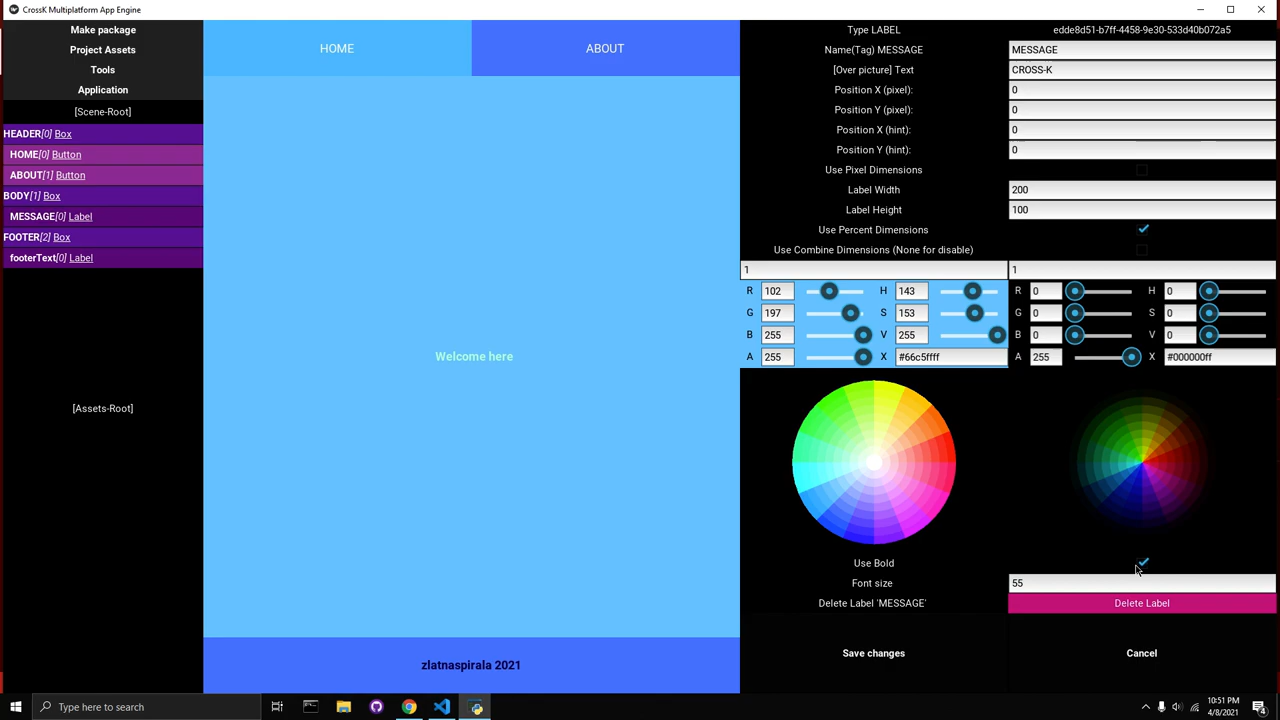 CrossK Multiplatform App Engine
Make package
Project Assets
Tools
Application
[Scene-Root]
HEADER[0] Box
HOME[0] Button
ABOUT[1] Button
BODY[1] Box
MESSAGE[0] Label
FOOTER[2] Box
footerText[0] Label
[Assets-Root]
HOME ABOUT
Welcome here
zlatnaspirala 2021
Type LABEL edde8d51-b7ff-4458-9e30-533d40b072a5
Name(Tag) MESSAGE MESSAGE
[Over picture] Text CROSS-K
Position X (pixel): 0
Position Y (pixel): 0
Position X (hint): 0
Position Y (hint): 0
Use Pixel Dimensions
Label Width 200
Label Height 100
Use Percent Dimensions
Use Combine Dimensions (None for disable)
1 1
R 102 H 143 R 0 H 0
G 197 S 153 G 0 S 0
B 255 V 255 B 0 V 0
A 255 X #66c5ffff A 255 X #000000ff
Use Bold
Font size 55
Delete Label 'MESSAGE' Delete Label
Save changes Cancel
Type here to search
10:51 PM
4/8/2021
4